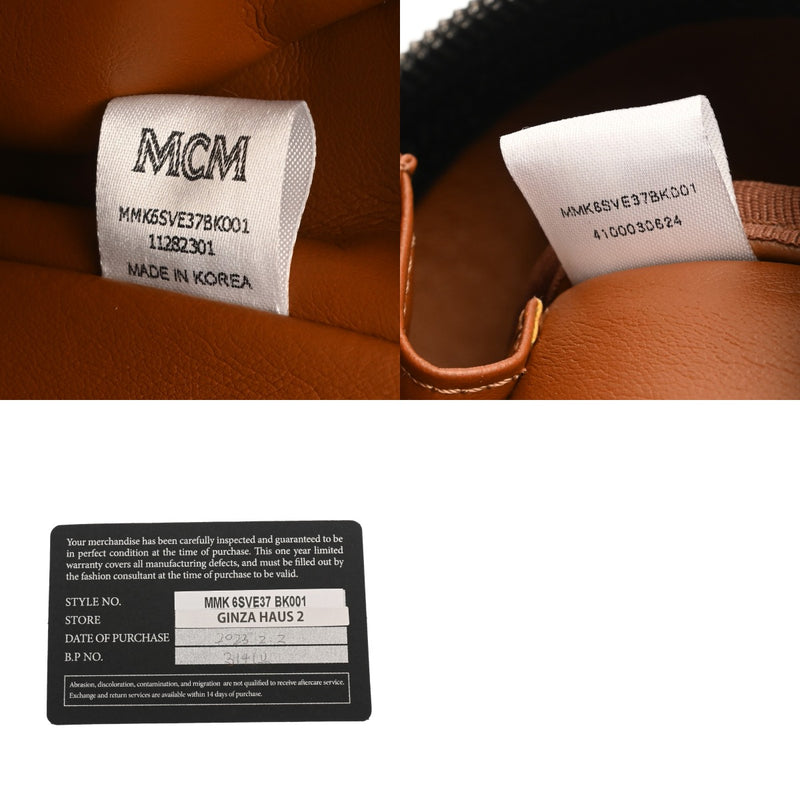 MCM
MMK6SVE37BK001
11282301
MADE IN KOREA
MMK6SVE37BK001
4100030624
Your merchandise has been carefully inspected and guaranteed to be
in perfect condition at the time of purchase. This one year limited
warranty covers all manufacturing defects, and must be filled out by
the fashion consultant at the time of purchase to be valid.
STYLE NO. MMK 6SVE37 BK001
STORE GINZA HAUS 2
DATE OF PURCHASE 2023 2. 2
B.P NO.
Abrasion, discoloration, contamination, and migration are not qualified to receive aftercare service.
Exchange and return services are available within 14 days of purchase.